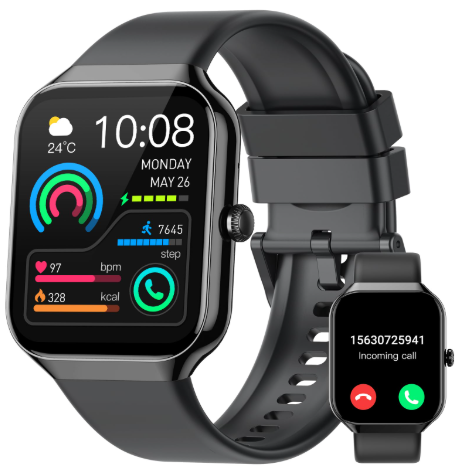 10:08
24°C
MONDAY
MAY 26
7645
step
97 bpm
328 kcal
15630725941
Incoming call